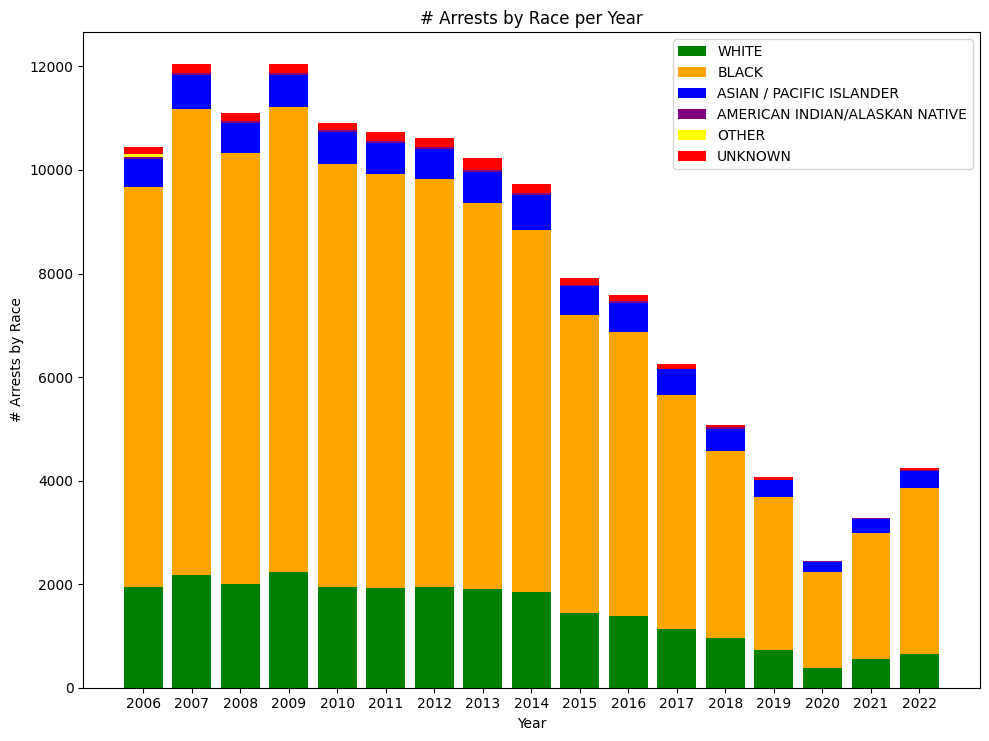 # Arrests by Race per Year
WHITE
BLACK
ASIAN / PACIFIC ISLANDER
AMERICAN INDIAN/ALASKAN NATIVE
OTHER
UNKNOWN
# Arrests by Race
12000
10000
8000
6000
4000
2000
0
2006 2007 2008 2009 2010 2011 2012 2013 2014 2015 2016 2017 2018 2019 2020 2021 2022
Year